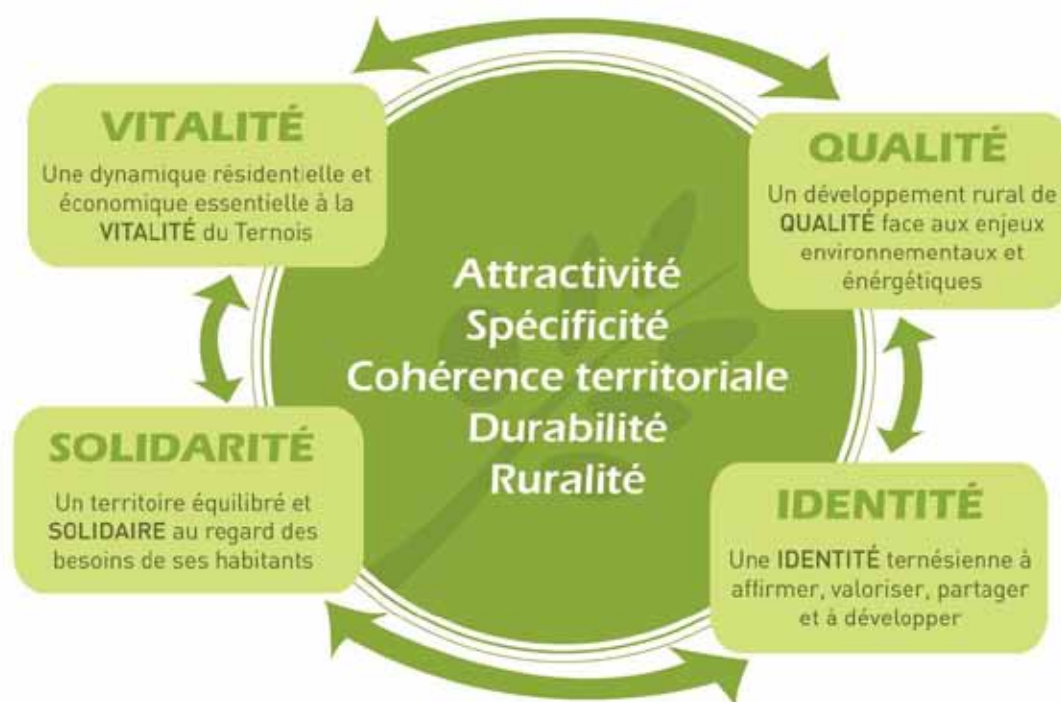 VITALITÉ
Une dynamique résidentielle et
économique essentielle à la
VITALITÉ du Ternois
QUALITÉ
Un développement rural de
QUALITÉ face aux enjeux
environnementaux et
énérgétiques
Attractivité
Spécificité
Cohérence territoriale
Durabilité
Ruralité
SOLIDARITÉ
Un territoire équilibré et
SOLIDAIRE au regard des
besoins de ses habitants
IDENTITÉ
Une IDENTITÉ ternésienne à
affirmer, valoriser, partager
et à développer